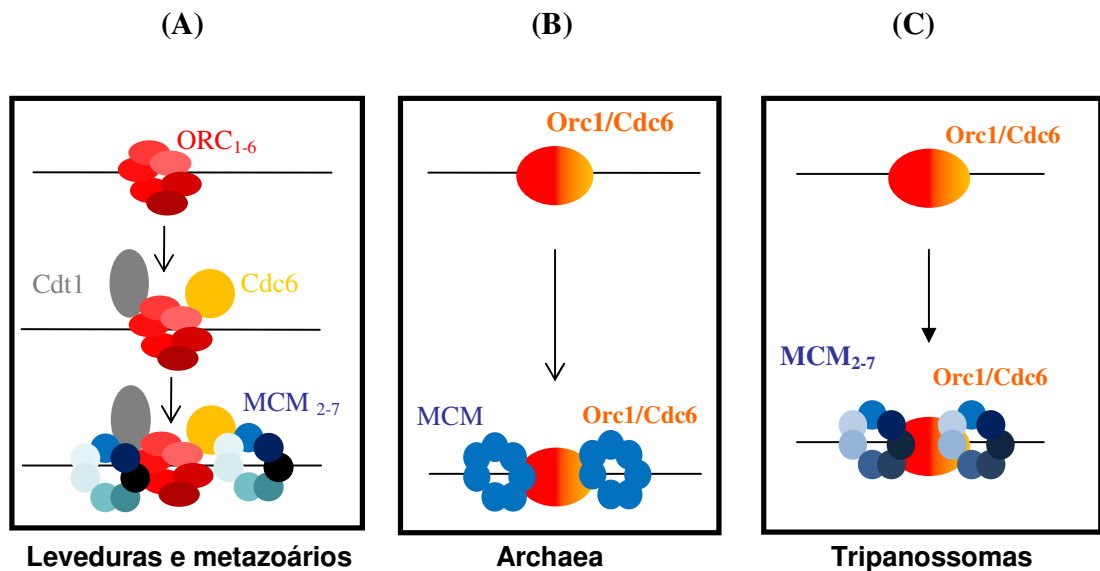 (A)
(B)
(C)
ORC1-6
Cdt1
Cdc6
MCM 2-7
Leveduras e metazoários
Orc1/Cdc6
MCM
Orc1/Cdc6
Archaea
Orc1/Cdc6
MCM2-7
Orc1/Cdc6
Tripanossomas